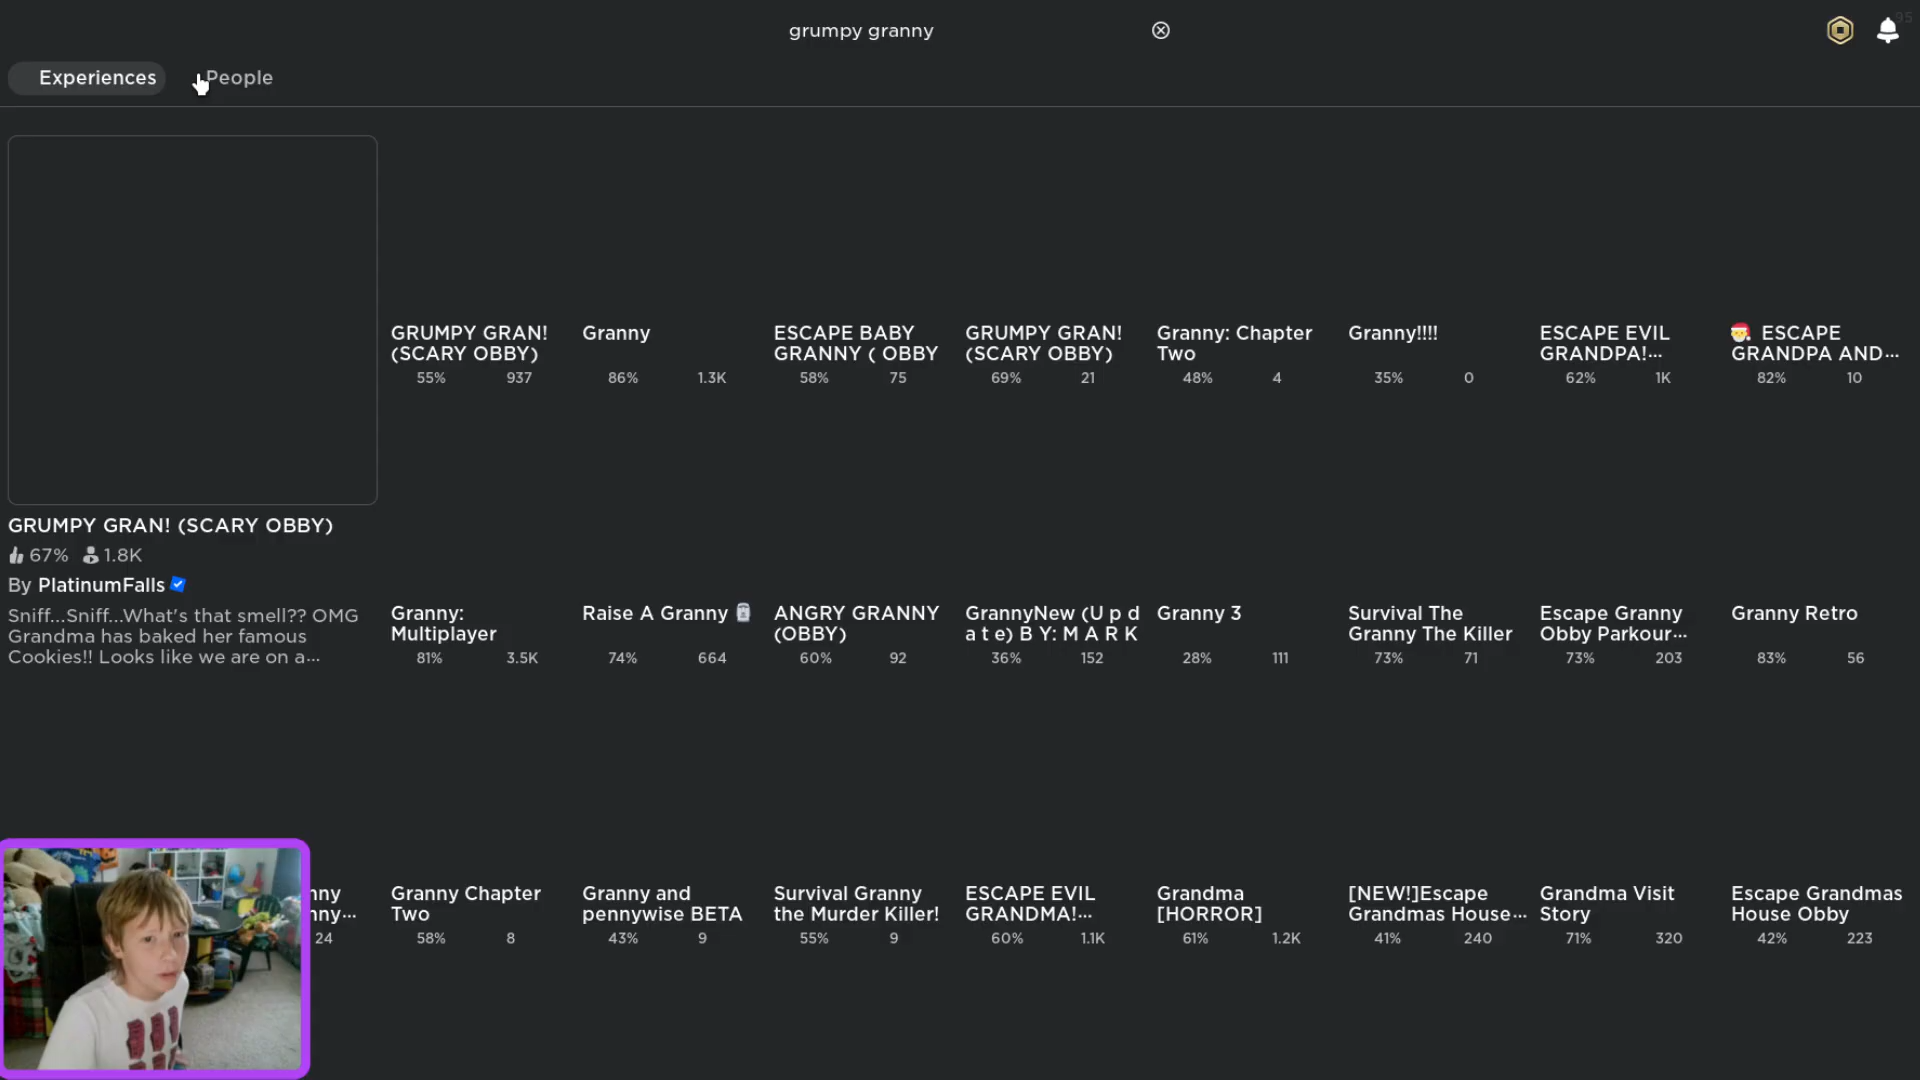 grumpy granny
95
Experiences
People
GRUMPY GRAN! (SCARY OBBY)
67% 1.8K
By PlatinumFalls
Sniff...Sniff...What's that smell?? OMG
Grandma has baked her famous
Cookies!! Looks like we are on a...
GRUMPY GRAN!
(SCARY OBBY)
55% 937
Granny
86% 1.3K
ESCAPE BABY
GRANNY ( OBBY
58% 75
GRUMPY GRAN!
(SCARY OBBY)
69% 21
Granny: Chapter
Two
48% 4
Granny!!!!
35% 0
ESCAPE EVIL
GRANDPA!...
62% 1K
🎅 ESCAPE
GRANDPA AND...
82% 10
Granny:
Multiplayer
81% 3.5K
Raise A Granny
74% 664
ANGRY GRANNY
(OBBY)
60% 92
GrannyNew (U p d
a t e) B Y: M A R K
36% 152
Granny 3
28% 111
Survival The
Granny The Killer
73% 71
Escape Granny
Obby Parkour...
73% 203
Granny Retro
83% 56
nny
nny...
24
Granny Chapter
Two
58% 8
Granny and
pennywise BETA
43% 9
Survival Granny
the Murder Killer!
55% 9
ESCAPE EVIL
GRANDMA!...
60% 1.1K
Grandma
[HORROR]
61% 1.2K
[NEW!]Escape
Grandmas House...
41% 240
Grandma Visit
Story
71% 320
Escape Grandmas
House Obby
42% 223